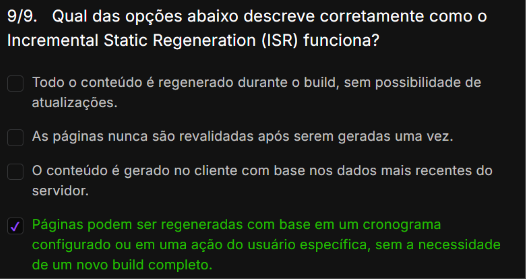 9/9. Qual das opções abaixo descreve corretamente como o
Incremental Static Regeneration (ISR) funciona?
Todo o conteúdo é regenerado durante o build, sem possibilidade de
atualizações.
As páginas nunca são revalidadas após serem geradas uma vez.
O conteúdo é gerado no cliente com base nos dados mais recentes do
servidor.
Páginas podem ser regeneradas com base em um cronograma
configurado ou em uma ação do usuário específica, sem a necessidade
de um novo build completo.